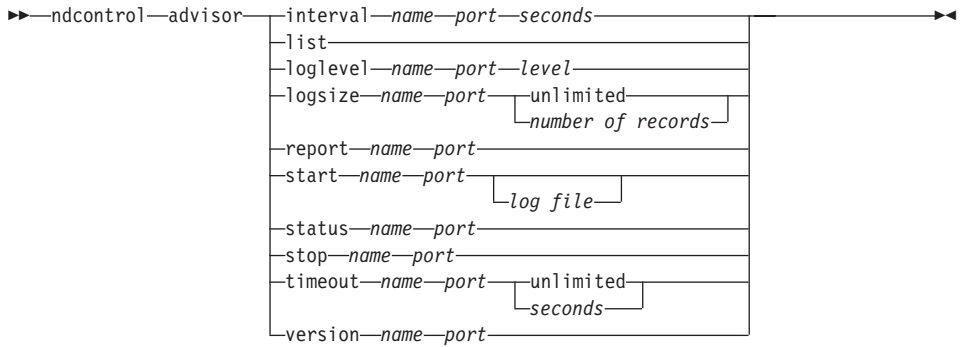 ndcontrol advisor interval name port seconds
list
loglevel name port level
logsize name port unlimited
number of records
report name port
start name port
log file
status name port
stop name port
timeout name port unlimited
seconds
version name port